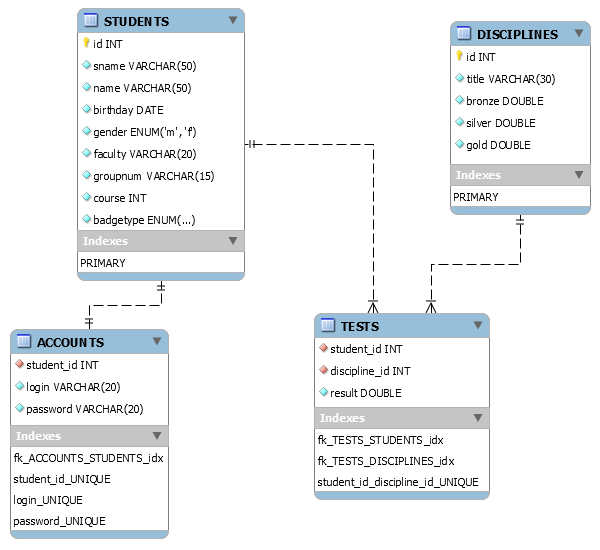 STUDENTS
id INT
sname VARCHAR(50)
name VARCHAR(50)
birthday DATE
gender ENUM('m', 'f')
faculty VARCHAR(20)
groupnum VARCHAR(15)
course INT
badgetype ENUM(...)
Indexes
PRIMARY
DISCIPLINES
id INT
title VARCHAR(30)
bronze DOUBLE
silver DOUBLE
gold DOUBLE
Indexes
PRIMARY
ACCOUNTS
student_id INT
login VARCHAR(20)
password VARCHAR(20)
Indexes
fk_ACCOUNTS_STUDENTS_idx
student_id_UNIQUE
login_UNIQUE
password_UNIQUE
TESTS
student_id INT
discipline_id INT
result DOUBLE
Indexes
fk_TESTS_STUDENTS_idx
fk_TESTS_DISCIPLINES_idx
student_id_discipline_id_UNIQUE